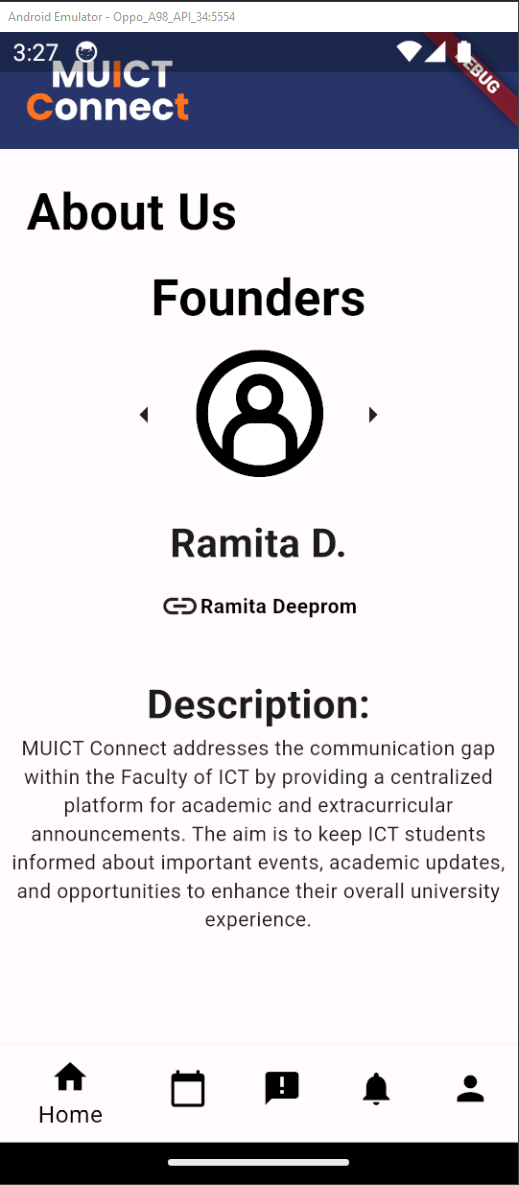 Android Emulator - Oppo_A98_API_34:5554
3:27
DEBUG
MUICT
Connect
About Us
Founders
Ramita D.
Ramita Deeprom
Description:
MUICT Connect addresses the communication gap
within the Faculty of ICT by providing a centralized
platform for academic and extracurricular
announcements. The aim is to keep ICT students
informed about important events, academic updates,
and opportunities to enhance their overall university
experience.
Home